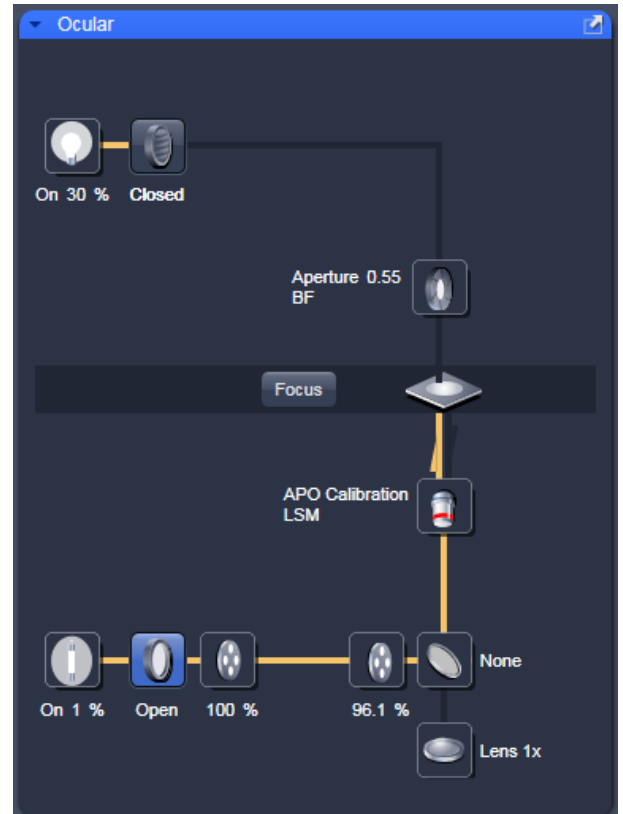 Ocular
On 30 %
Closed
Aperture 0.55
BF
Focus
APO Calibration
LSM
None
On 1 %
Open
100 %
96.1 %
Lens 1x